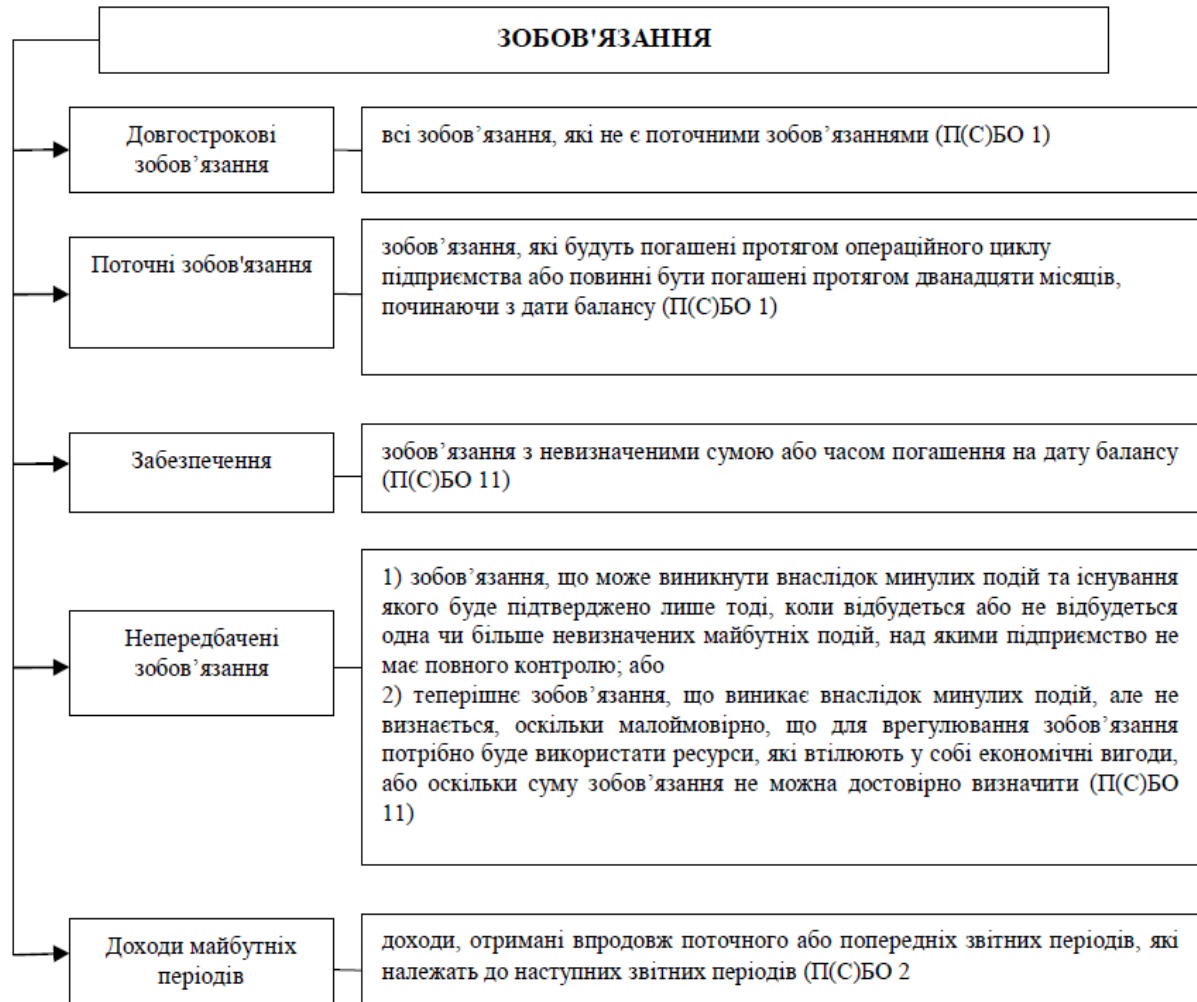 ЗОБОВ'ЯЗАННЯ
Довгострокові
зобов’язання
всі зобов’язання, які не є поточними зобов’язаннями (П(С)БО 1)
Поточні зобов'язання
зобов’язання, які будуть погашені протягом операційного циклу
підприємства або повинні бути погашені протягом дванадцяти місяців,
починаючи з дати балансу (П(С)БО 1)
Забезпечення
зобов’язання з невизначеними сумою або часом погашення на дату балансу
(П(С)БО 11)
Непередбачені
зобов’язання
1) зобов’язання, що може виникнути внаслідок минулих подій та існування
якого буде підтверджено лише тоді, коли відбудеться або не відбудеться
одна чи більше невизначених майбутніх подій, над якими підприємство не
має повного контролю; або
2) теперішнє зобов’язання, що виникає внаслідок минулих подій, але не
визнається, оскільки малоймовірно, що для врегулювання зобов’язання
потрібно буде використати ресурси, які втілюють у собі економічні вигоди,
або оскільки суму зобов’язання не можна достовірно визначити (П(С)БО
11)
Доходи майбутніх
періодів
доходи, отримані впродовж поточного або попередніх звітних періодів, які
належать до наступних звітних періодів (П(С)БО 2